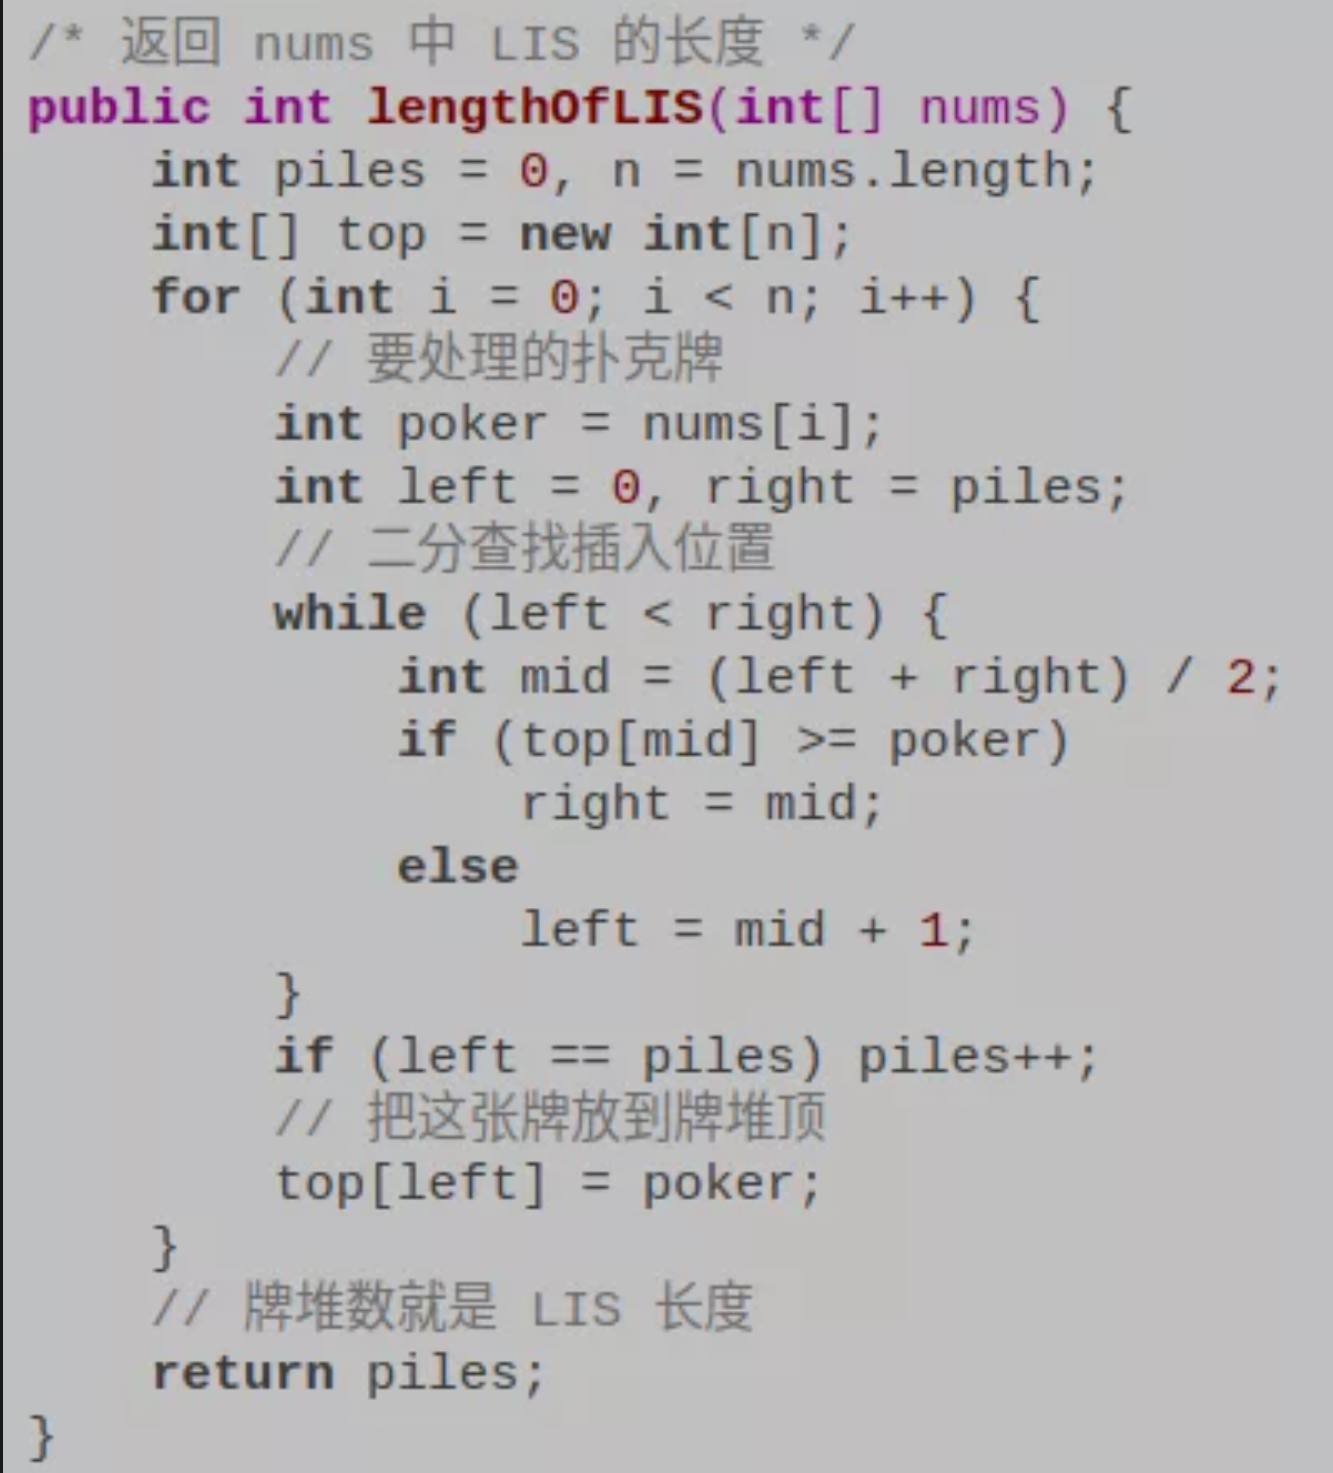 /* 返回 nums 中 LIS 的长度 */
public int lengthOfLIS(int[] nums) {
    int piles = 0, n = nums.length;
    int[] top = new int[n];
    for (int i = 0; i < n; i++) {
        // 要处理的扑克牌
        int poker = nums[i];
        int left = 0, right = piles;
        // 二分查找插入位置
        while (left < right) {
            int mid = (left + right) / 2;
            if (top[mid] >= poker)
                right = mid;
            else
                left = mid + 1;
        }
        if (left == piles) piles++;
        // 把这张牌放到牌堆顶
        top[left] = poker;
    }
    // 牌堆数就是 LIS 长度
    return piles;
}